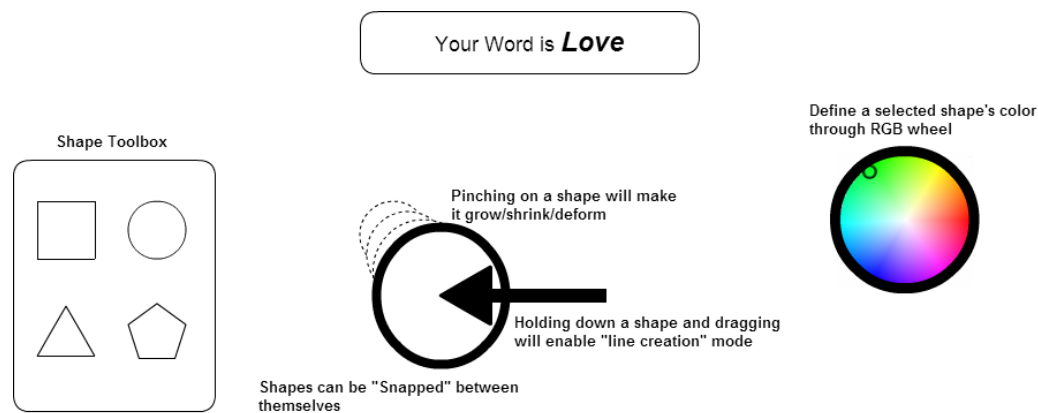 Your Word is Love
Define a selected shape's color
through RGB wheel
Shape Toolbox
Pinching on a shape will make
it grow/shrink/deform
Holding down a shape and dragging
will enable "line creation" mode
Shapes can be "Snapped" between
themselves